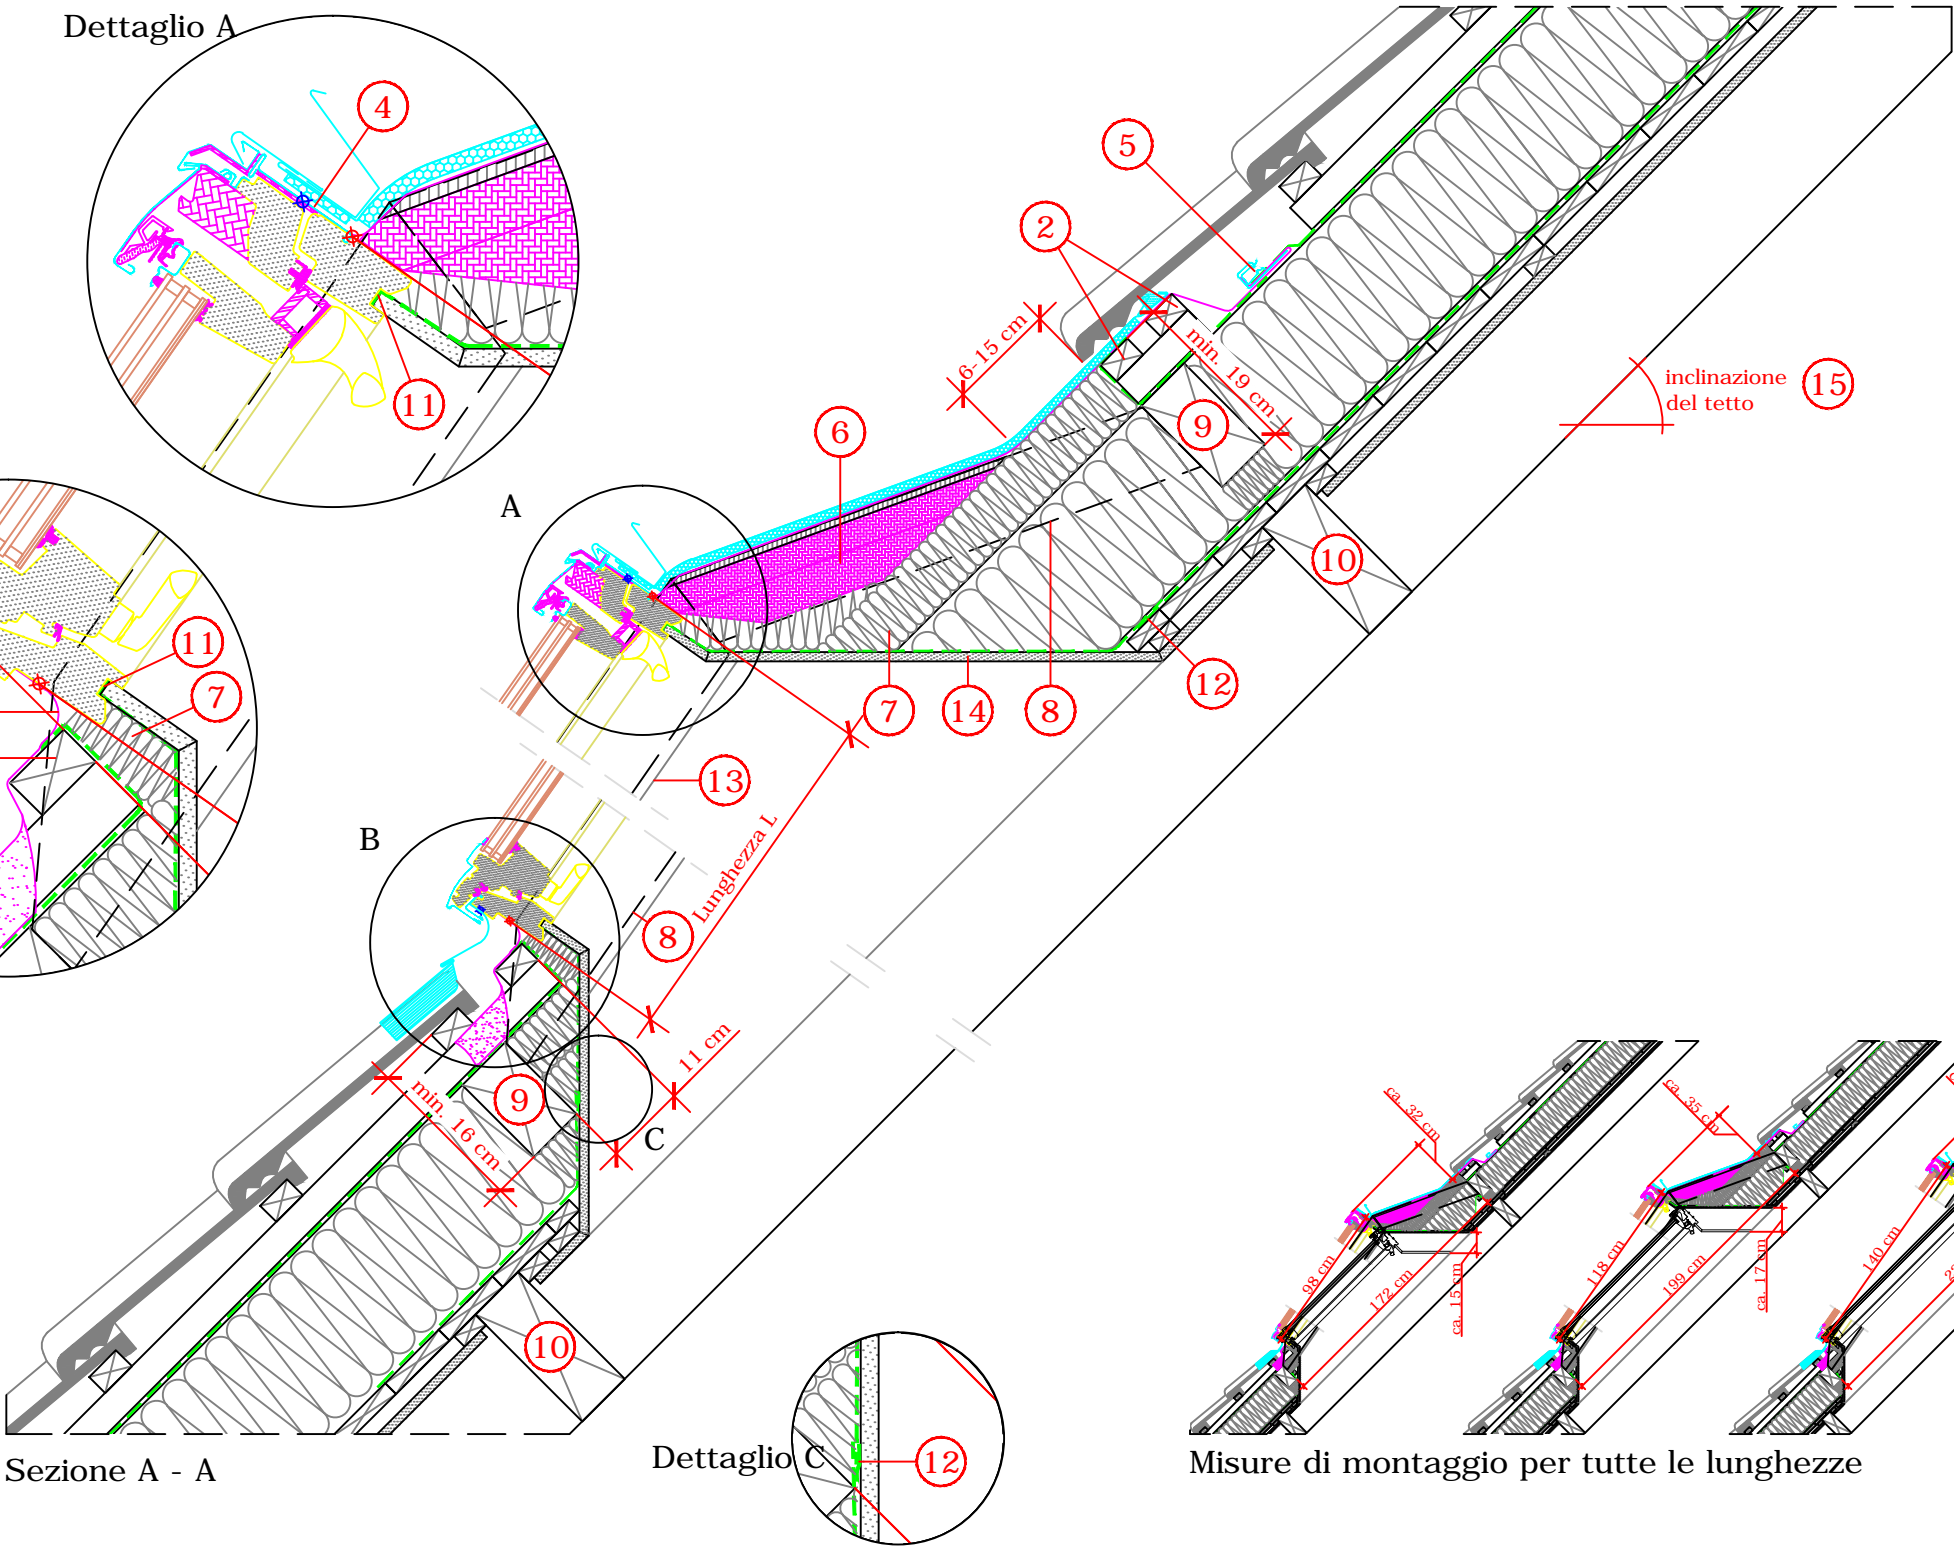 Dettaglio A
4
11
5
2
6-15 cm
min. 19 cm
9
inclinazione
del tetto
15
6
A
10
11
7
12
7
14
8
13
B
Lunghezza L
8
11 cm
min. 16 cm
9
C
10
ca. 32 cm
ca. 35 cm
98 cm
172 cm
ca. 15 cm
118 cm
199 cm
ca. 17 cm
140 cm
Sezione A - A
Dettaglio C
12
Misure di montaggio per tutte le lunghezze